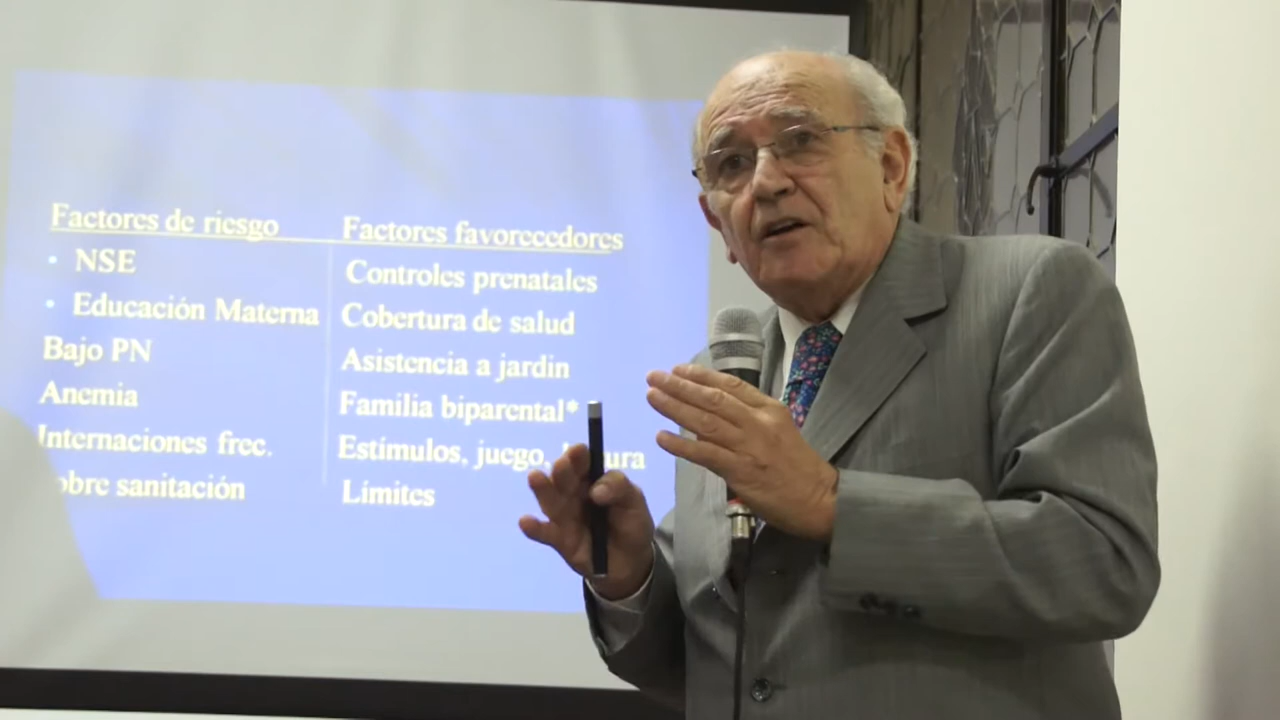 Factores de riesgo
• NSE
• Educación Materna
Bajo PN
Anemia
Internaciones frec.
sanitación
Factores favorecedores
Controles prenatales
Cobertura de salud
Asistencia a jardin
Familia biparental*
Estímulos, juego,
Límites